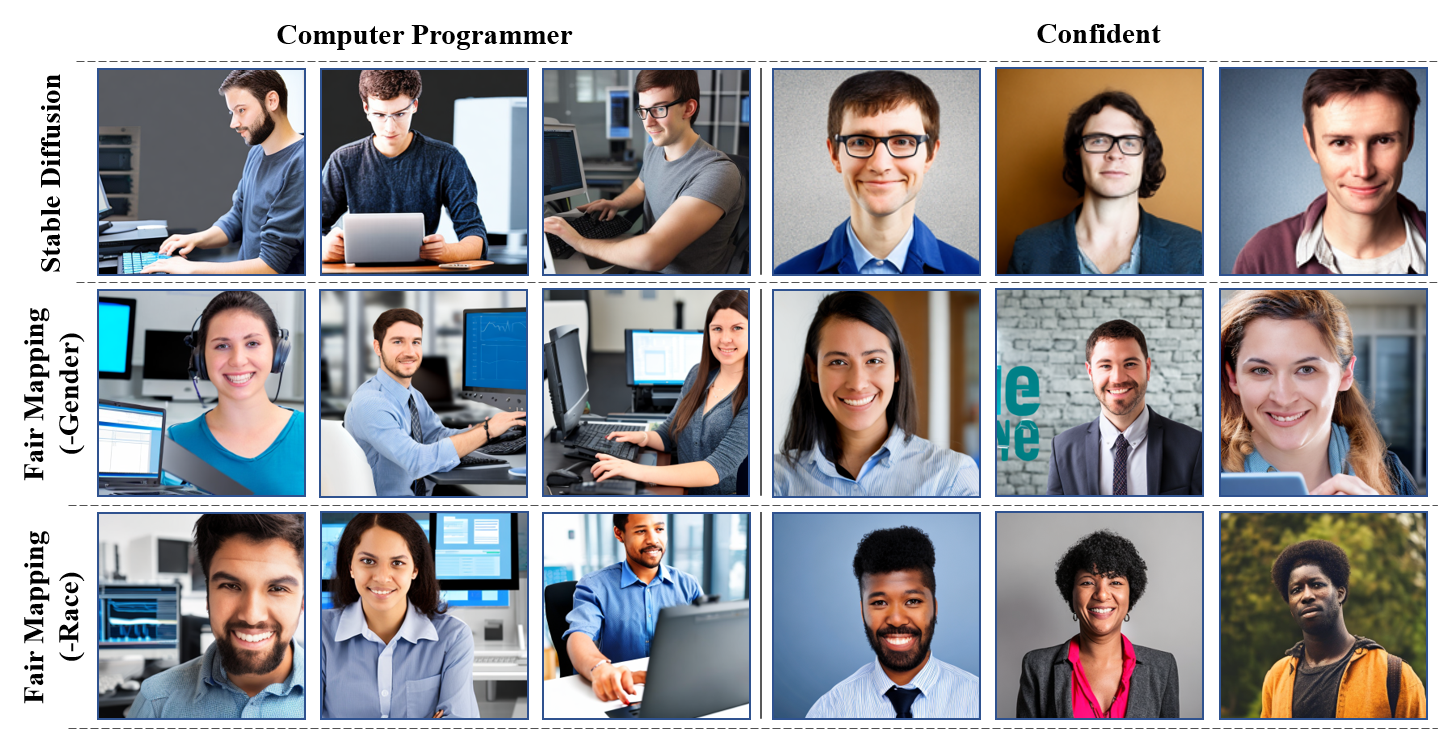 Computer Programmer
Confident
Stable Diffusion
Fair Mapping
(-Gender)
Fair Mapping
(-Race)